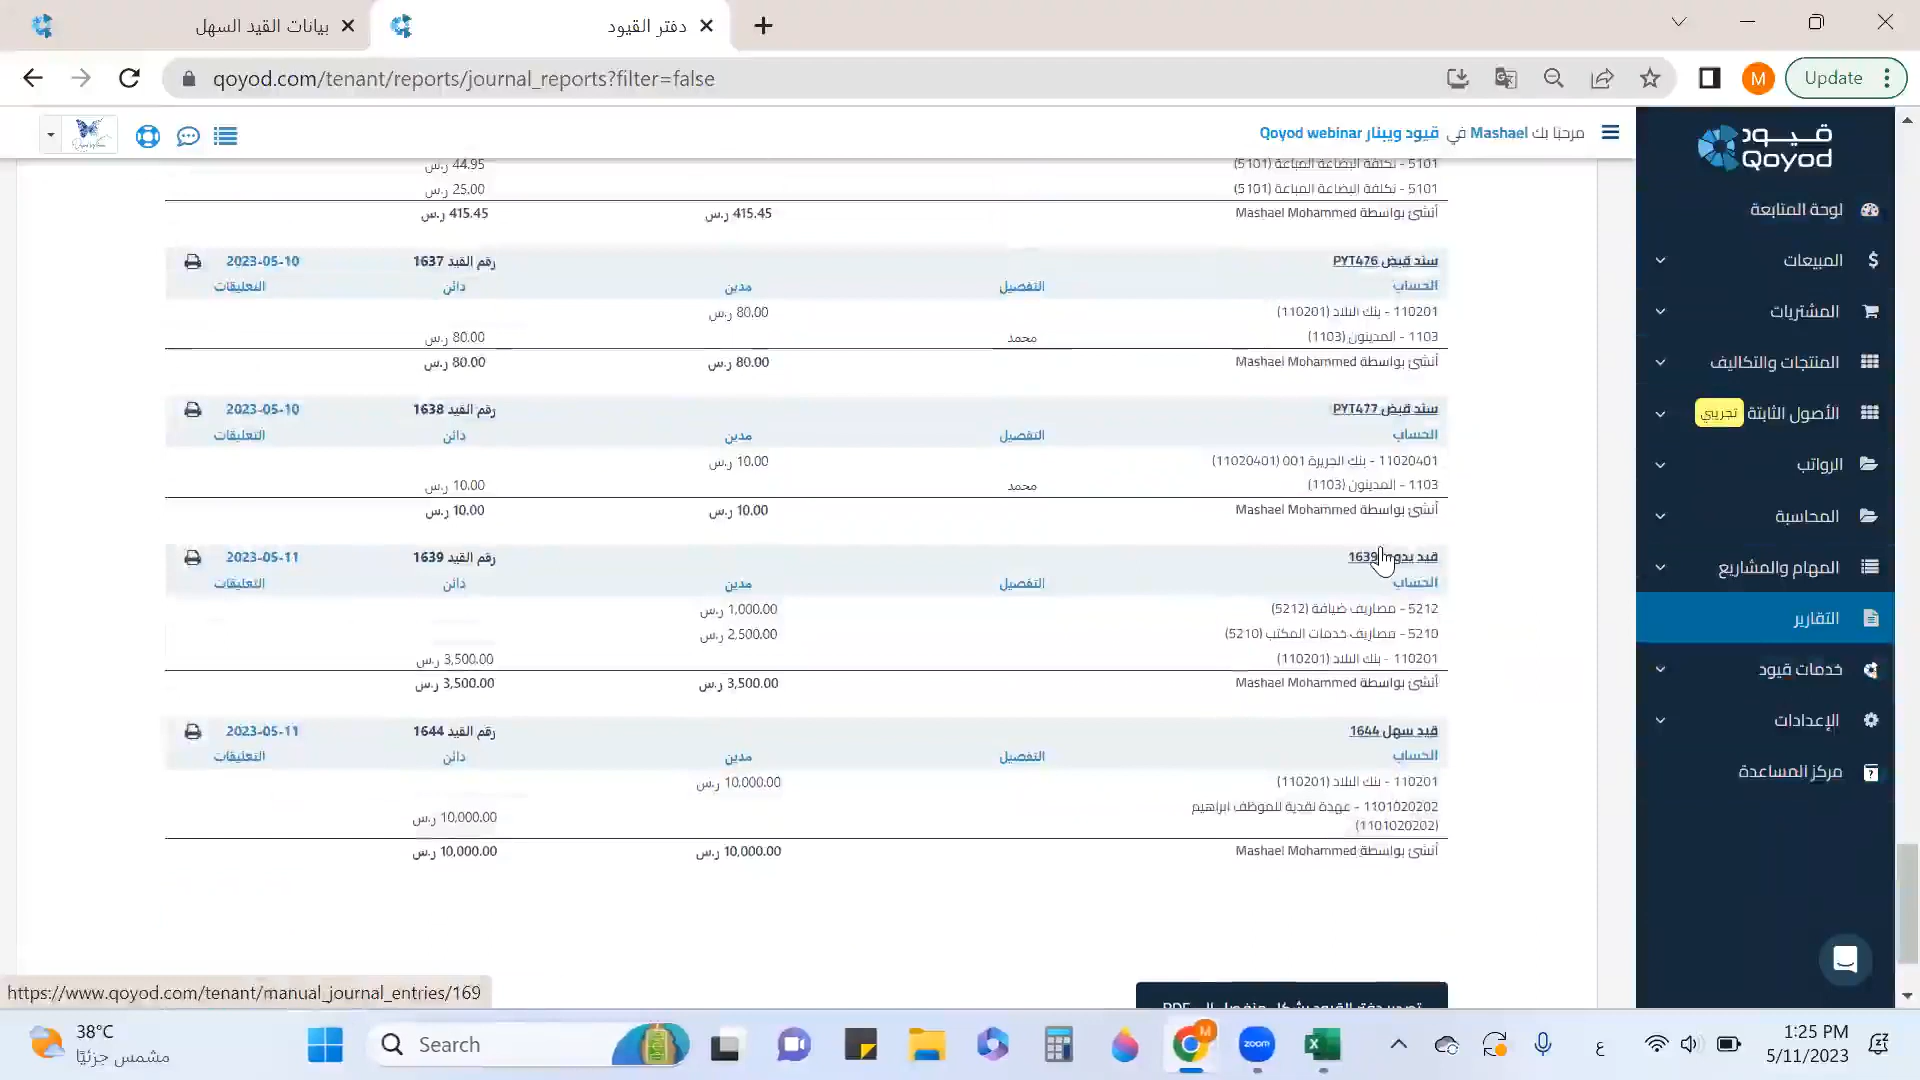 بيانات القيد السهل
دفتر القيود
qoyod.com/tenant/reports/journal_reports?filter=false
M
Update
مرحبًا بك Mashael في قيود ويبنار Qoyod webinar
قيود
Qoyod
لوحة المتابعة
المبيعات
المشتريات
المنتجات والتكاليف
الأصول الثابتة تجريبي
الرواتب
المحاسبة
المهام والمشاريع
التقارير
خدمات قيود
الإعدادات
مركز المساعدة
5101 - تكلفة البضاعة المباعة (5101) 44.95 ر.س
5101 - تكلفة البضاعة المباعة (5101) 25.00 ر.س
أنشئ بواسطة Mashael Mohammed 415.45 ر.س 415.45 ر.س
سند قبض PYT476 رقم القيد 1637 2023-05-10
الحساب التفصيل مدين دائن التعليقات
110201 - بنك البلاد (110201) 80.00 ر.س
1103 - المدينون (1103) محمد 80.00 ر.س
أنشئ بواسطة Mashael Mohammed 80.00 ر.س 80.00 ر.س
سند قبض PYT477 رقم القيد 1638 2023-05-10
الحساب التفصيل مدين دائن التعليقات
11020401 - بنك الجزيرة 001 (11020401) 10.00 ر.س
1103 - المدينون (1103) محمد 10.00 ر.س
أنشئ بواسطة Mashael Mohammed 10.00 ر.س 10.00 ر.س
قيد 1639 رقم القيد 1639 2023-05-11
الحساب التفصيل مدين دائن التعليقات
5212 - مصاريف ضيافة (5212) 1,000.00 ر.س
5210 - مصاريف خدمات المكتب (5210) 2,500.00 ر.س
110201 - بنك البلاد (110201) 3,500.00 ر.س
أنشئ بواسطة Mashael Mohammed 3,500.00 ر.س 3,500.00 ر.س
قيد سهل 1644 رقم القيد 1644 2023-05-11
الحساب التفصيل مدين دائن التعليقات
110201 - بنك البلاد (110201) 10,000.00 ر.س
1101020202 - عهدة نقدية للموظف ابراهيم
(1101020202) 10,000.00 ر.س
أنشئ بواسطة Mashael Mohammed 10,000.00 ر.س 10,000.00 ر.س
https://www.qoyod.com/tenant/manual_journal_entries/169
38°C
مشمس جزئيًا
Search
M
zoom
ع
1:25 PM
5/11/2023